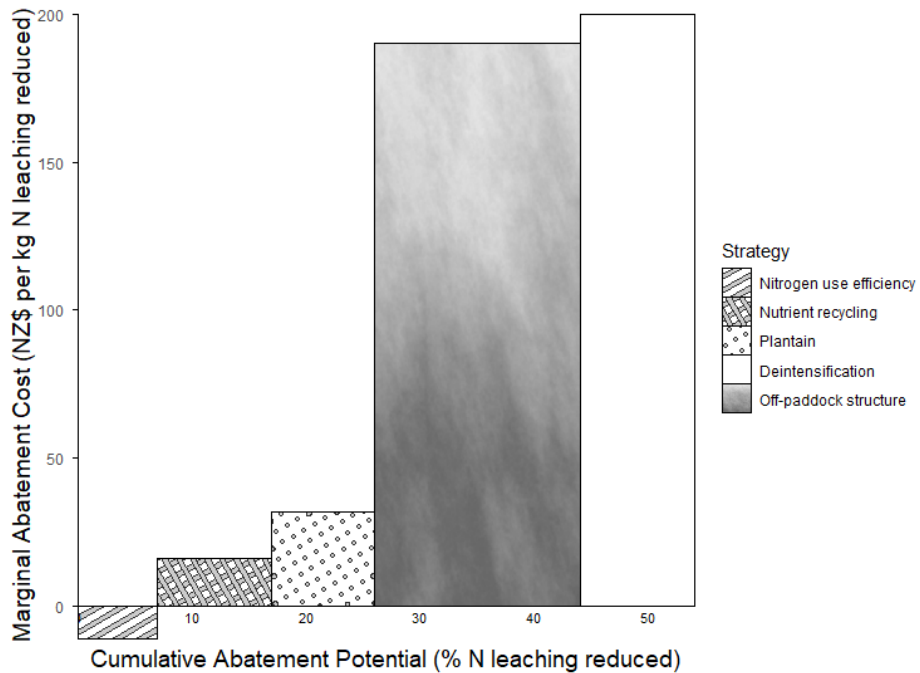 Marginal Abatement Cost (NZ$ per kg N leaching reduced)
200
150
100
50
0
10
20
30
40
50
Cumulative Abatement Potential (% N leaching reduced)
Strategy
Nitrogen use efficiency
Nutrient recycling
Plantain
Deintensification
Off-paddock structure